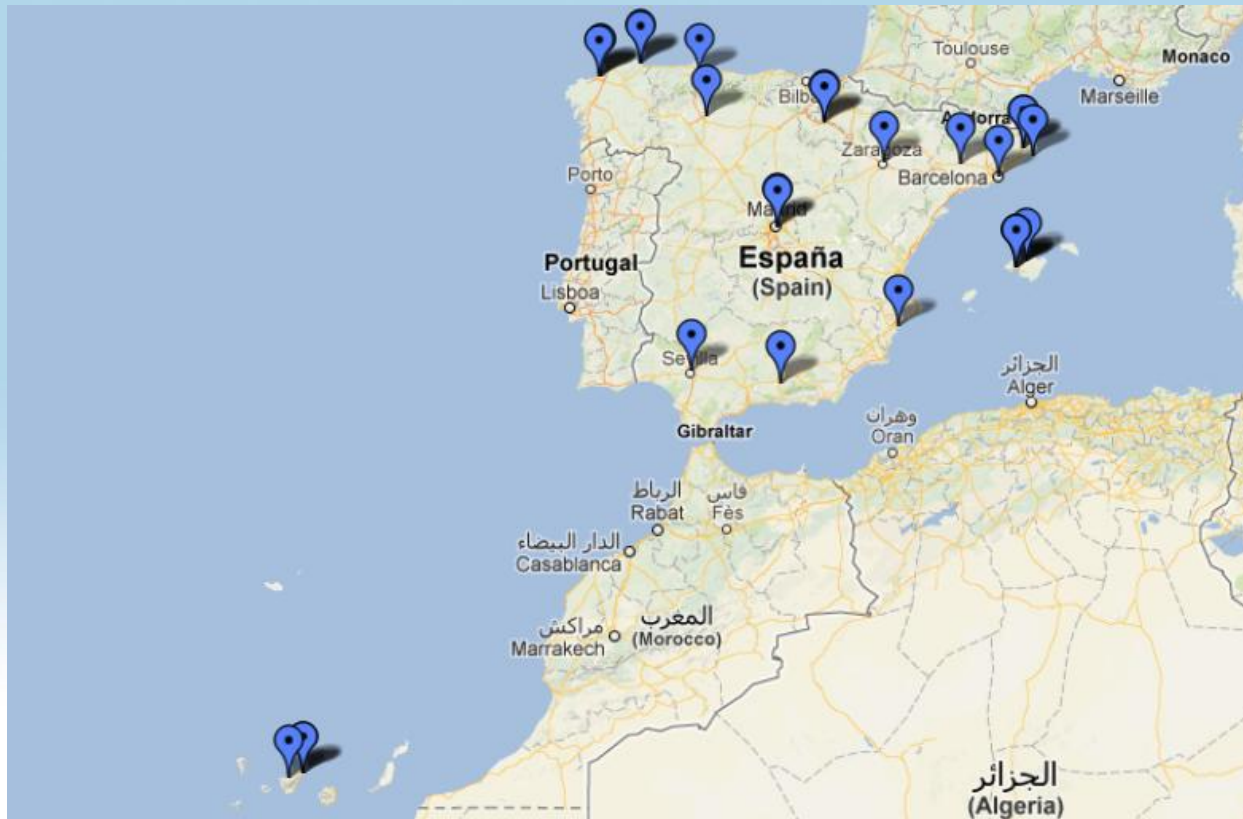 Toulouse
Monaco
Bilba
Marseille
Andorra
Zaragoza
Porto
Barcelona
Madrid
Portugal
España
(Spain)
Lisboa
Sevilla
الجزائر
Alger
Gibraltar
وهران
Oran
الرباط
Rabat
فاس
Fès
الدار البيضاء
Casablanca
مراكش
Marrakech
المغرب
(Morocco)
الجزائر
(Algeria)